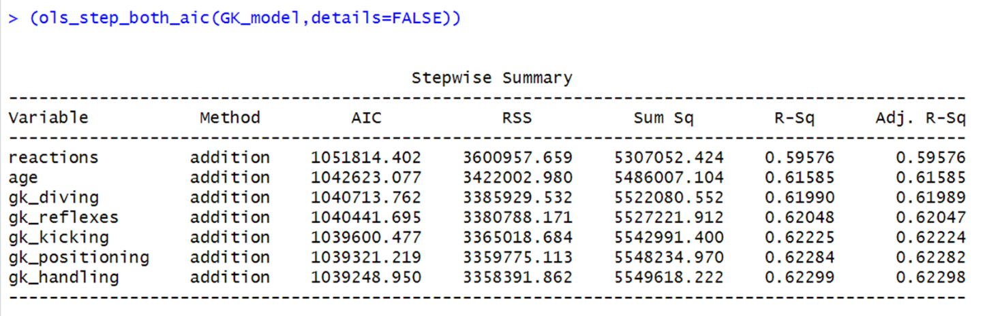 > (ols_step_both_aic(GK_model,details=FALSE))
Stepwise Summary
-----------------------------------------------------------------------------------------------
Variable Method AIC RSS Sum Sq R-Sq Adj. R-Sq
-----------------------------------------------------------------------------------------------
reactions addition 1051814.402 3600957.659 5307052.424 0.59576 0.59576
age addition 1042623.077 3422002.980 5486007.104 0.61585 0.61585
gk_diving addition 1040713.762 3385929.532 5522080.552 0.61990 0.61989
gk_reflexes addition 1040441.695 3380788.171 5527221.912 0.62048 0.62047
gk_kicking addition 1039600.477 3365018.684 5542991.400 0.62225 0.62224
gk_positioning addition 1039321.219 3359775.113 5548234.970 0.62284 0.62282
gk_handling addition 1039248.950 3358391.862 5549618.222 0.62299 0.62298
-----------------------------------------------------------------------------------------------